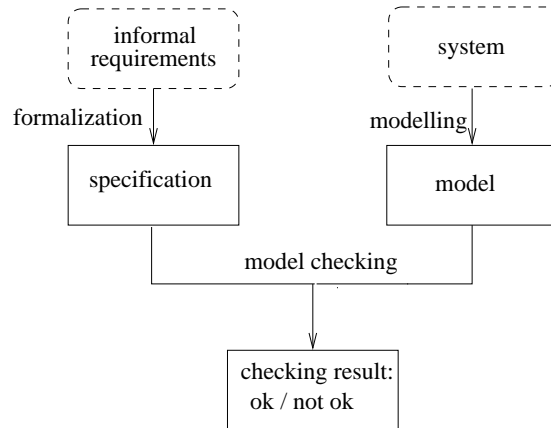 informal
requirements
system
formalization
modelling
specification
model
model checking
checking result:
ok / not ok